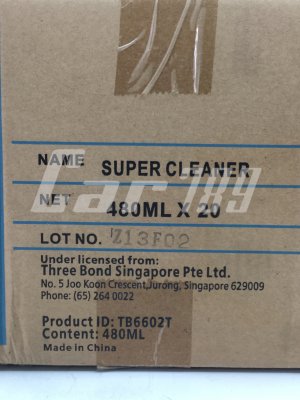 NAME SUPER CLEANER
Car189
NET 480ML X 20
LOT NO. Z13F02
Under licensed from:
Three Bond Singapore Pte Ltd.
No. 5 Joo Koon Crescent,Jurong, Singapore 629009
Phone: (65) 264 0022
Product ID: TB6602T
Content: 480ML
Made in China